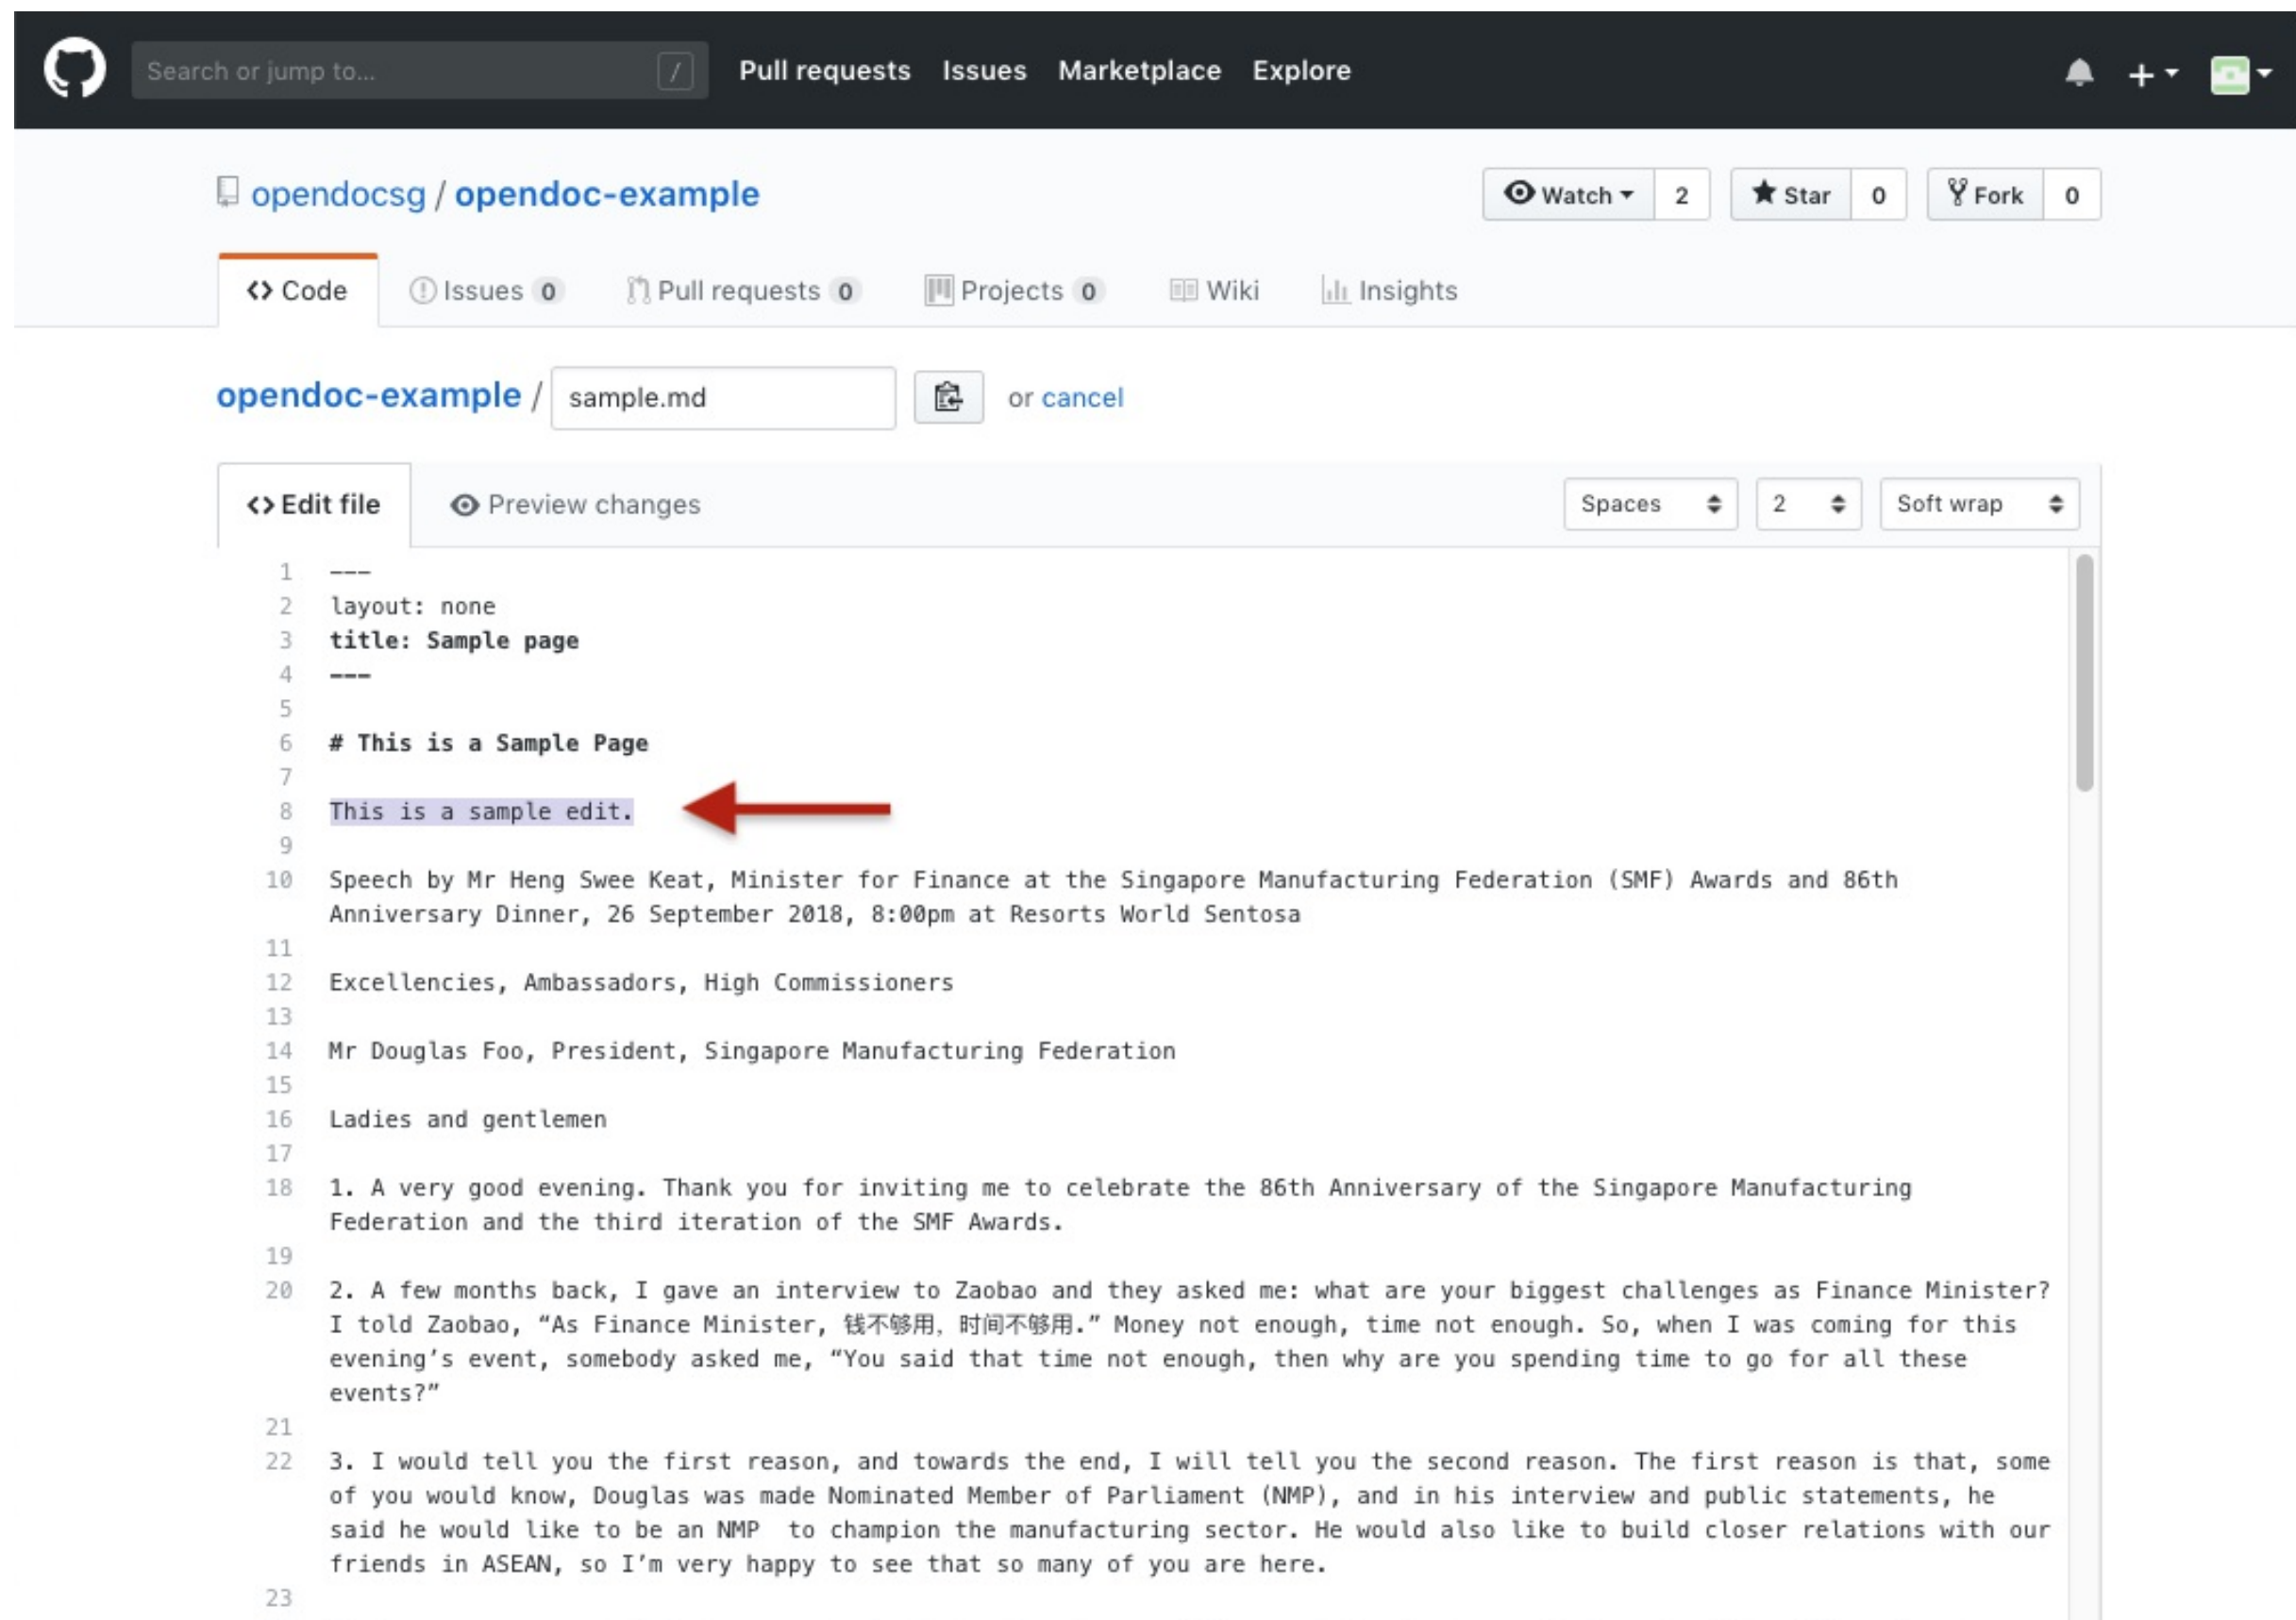 Search or jump to... / Pull requests Issues Marketplace Explore
opendocsg / opendoc-example Watch 2 Star 0 Fork 0
<> Code Issues 0 Pull requests 0 Projects 0 Wiki Insights
opendoc-example / sample.md or cancel
<> Edit file Preview changes Spaces 2 Soft wrap
1 ---
2 layout: none
3 title: Sample page
4 ---
5
6 # This is a Sample Page
7
8 This is a sample edit.
9
10 Speech by Mr Heng Swee Keat, Minister for Finance at the Singapore Manufacturing Federation (SMF) Awards and 86th
Anniversary Dinner, 26 September 2018, 8:00pm at Resorts World Sentosa
11
12 Excellencies, Ambassadors, High Commissioners
13
14 Mr Douglas Foo, President, Singapore Manufacturing Federation
15
16 Ladies and gentlemen
17
18 1. A very good evening. Thank you for inviting me to celebrate the 86th Anniversary of the Singapore Manufacturing
Federation and the third iteration of the SMF Awards.
19
20 2. A few months back, I gave an interview to Zaobao and they asked me: what are your biggest challenges as Finance Minister?
I told Zaobao, “As Finance Minister, 钱不够用，时间不够用.” Money not enough, time not enough. So, when I was coming for this
evening’s event, somebody asked me, “You said that time not enough, then why are you spending time to go for all these
events?”
21
22 3. I would tell you the first reason, and towards the end, I will tell you the second reason. The first reason is that, some
of you would know, Douglas was made Nominated Member of Parliament (NMP), and in his interview and public statements, he
said he would like to be an NMP  to champion the manufacturing sector. He would also like to build closer relations with our
friends in ASEAN, so I’m very happy to see that so many of you are here.
23